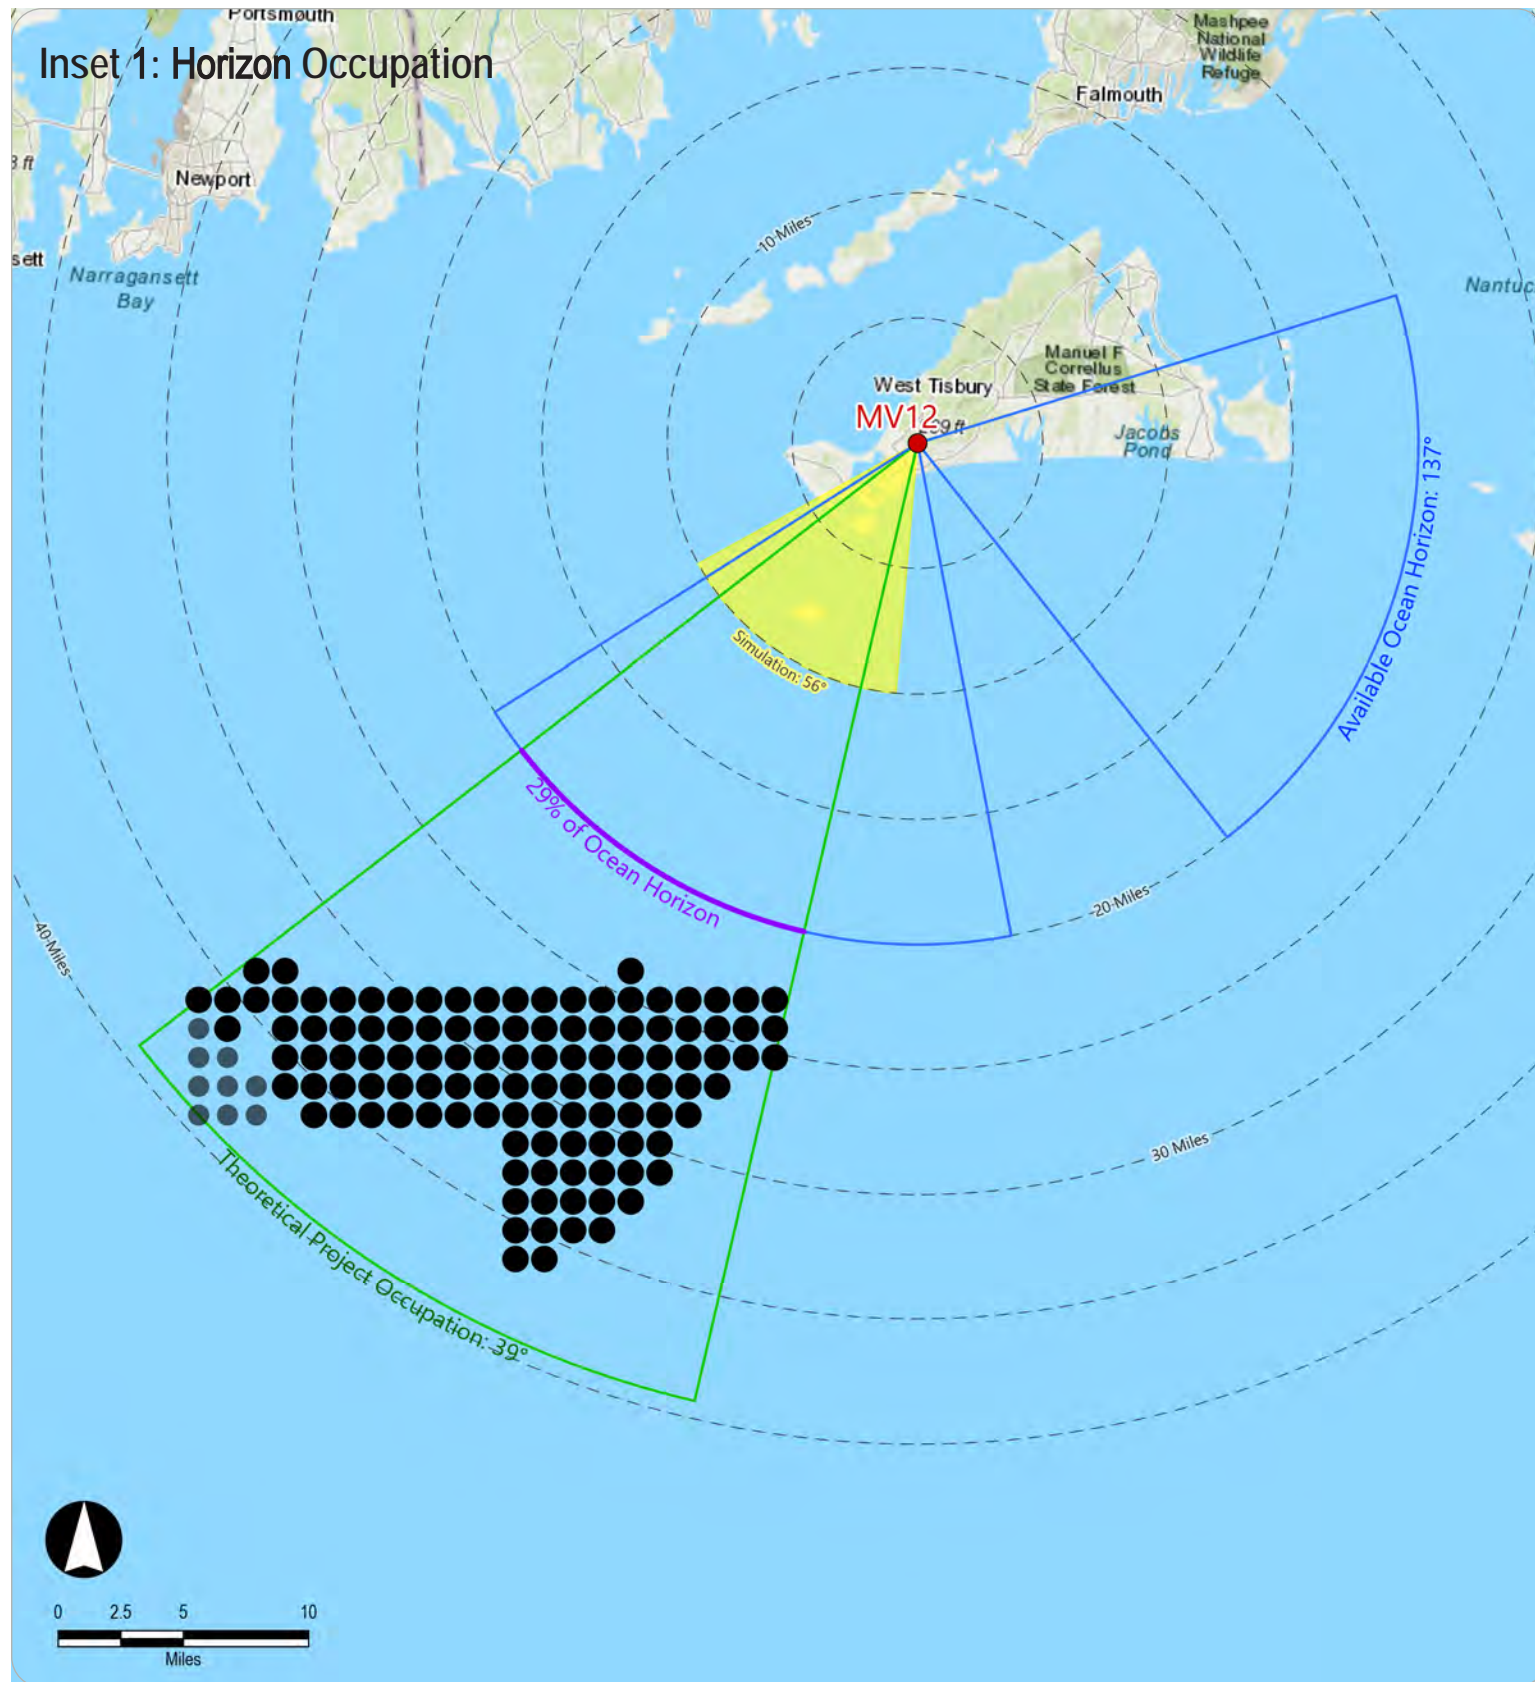 Portsmouth
Inset 1: Horizon Occupation
Mashpee
National
Wildlife
Refuge
Falmouth
ft
Newport
sett
Narragansett
Bay
10 Miles
Nantuc
Manuel F
Correllus
State Forest
West Tisbury
MV12
ft
Jacobs
Pond
Available Ocean Horizon: 137°
Simulation: 56°
29% of Ocean Horizon
20 Miles
40 Miles
30 Miles
Theoretical Project Occupation: 39°
0 2.5 5 10
Miles